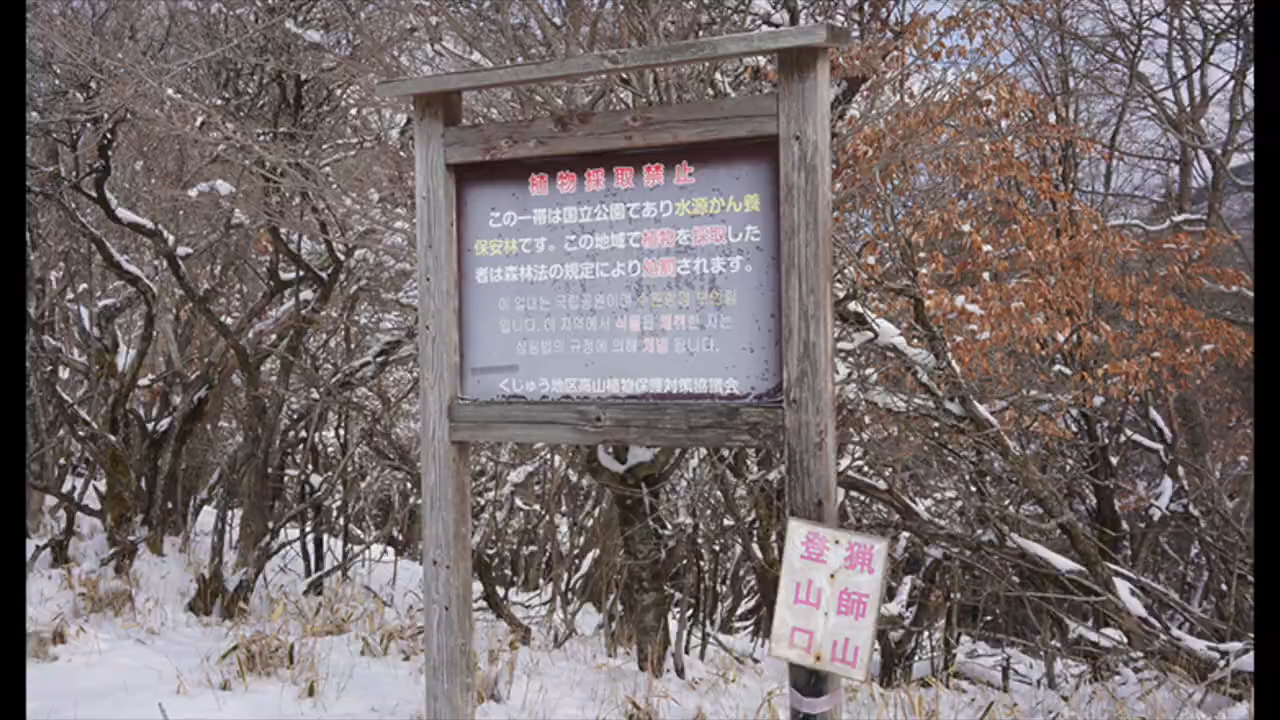 植物採取禁止
この一帯は国立公園であり水源かん養
保安林です。この地域で植物を採取した
者は森林法の規定により処罰されます。
이 일대는 국립공원이며 수원함양 보안림
입니다. 이 지역에서 식물을 채취한 자는
삼림법의 규정에 의해 처벌 됩니다.
くじゅう地区高山植物保護対策協議会
猟師山
登山口